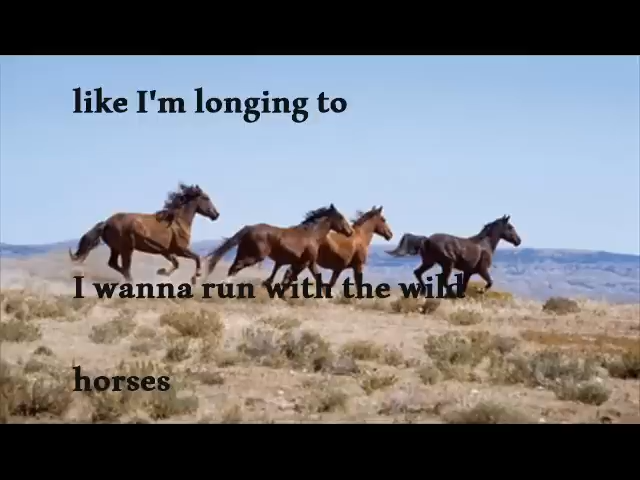 like I'm longing to
I wanna run with the wild
horses